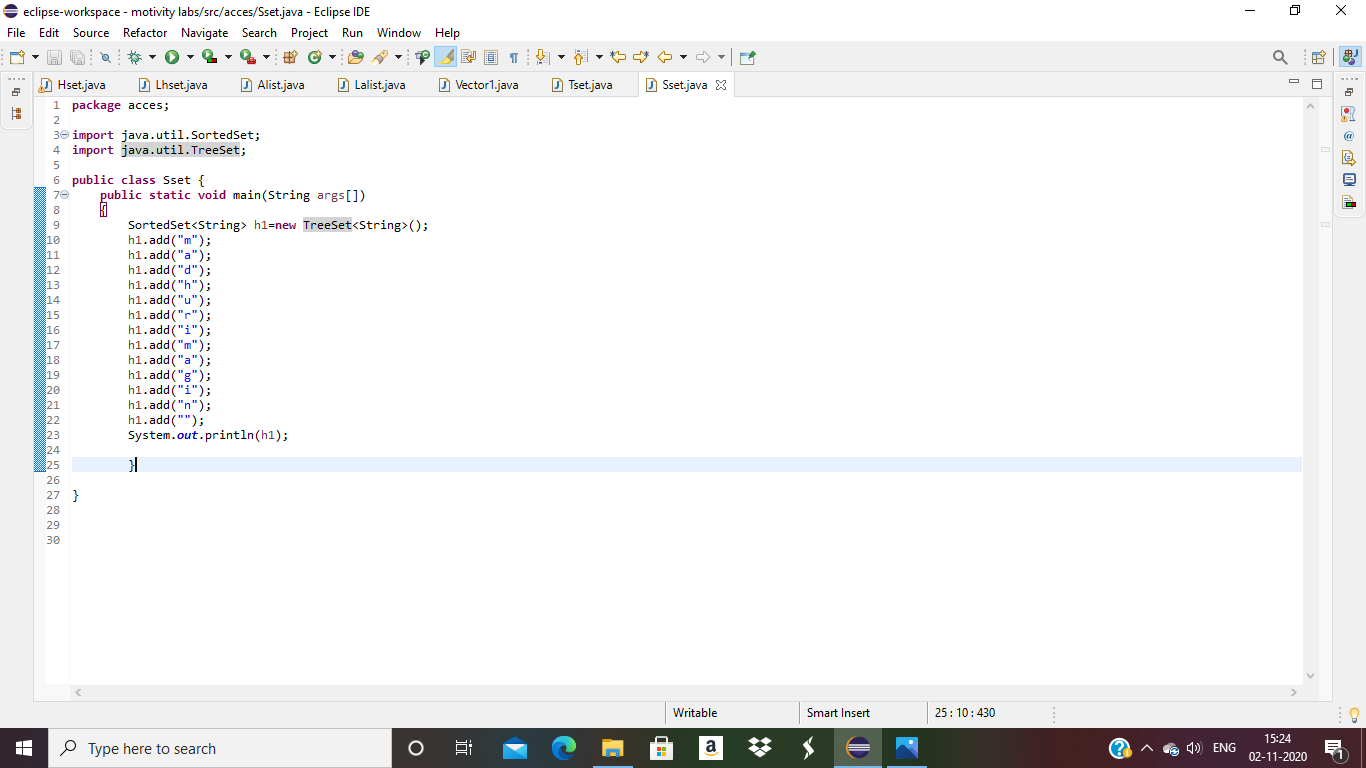 eclipse-workspace - motivity labs/src/acces/Sset.java - Eclipse IDE
File Edit Source Refactor Navigate Search Project Run Window Help
Hset.java Lhset.java Alist.java Lalist.java Vector1.java Tset.java Sset.java
1 package acces;
2
3 import java.util.SortedSet;
4 import java.util.TreeSet;
5
6 public class Sset {
7 public static void main(String args[])
8 {
9 SortedSet<String> h1=new TreeSet<String>();
10 h1.add("m");
11 h1.add("a");
12 h1.add("d");
13 h1.add("h");
14 h1.add("u");
15 h1.add("r");
16 h1.add("i");
17 h1.add("m");
18 h1.add("a");
19 h1.add("g");
20 h1.add("i");
21 h1.add("n");
22 h1.add("");
23 System.out.println(h1);
24
25 }
26
27 }
28
29
30
Writable Smart Insert 25 : 10 : 430
Type here to search
ENG 15:24
02-11-2020
1